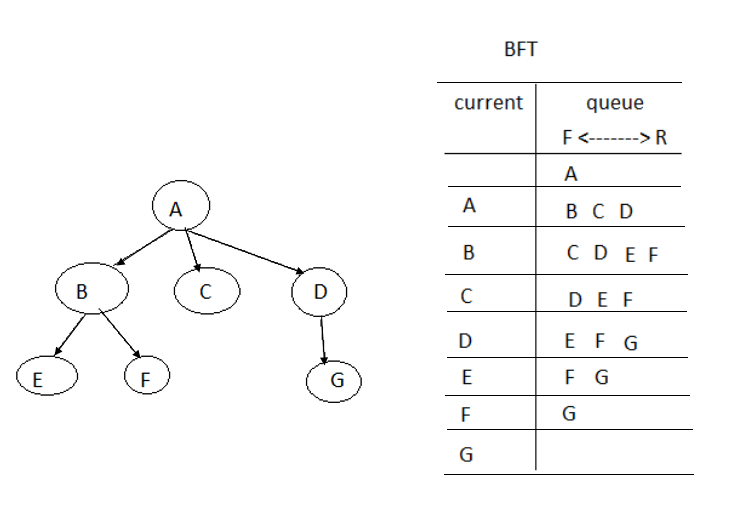 BFT
current queue
F <-------> R
A
A B C D
B C D E F
C D E F
D E F G
E F G
F G
G
A
B C D
E F G